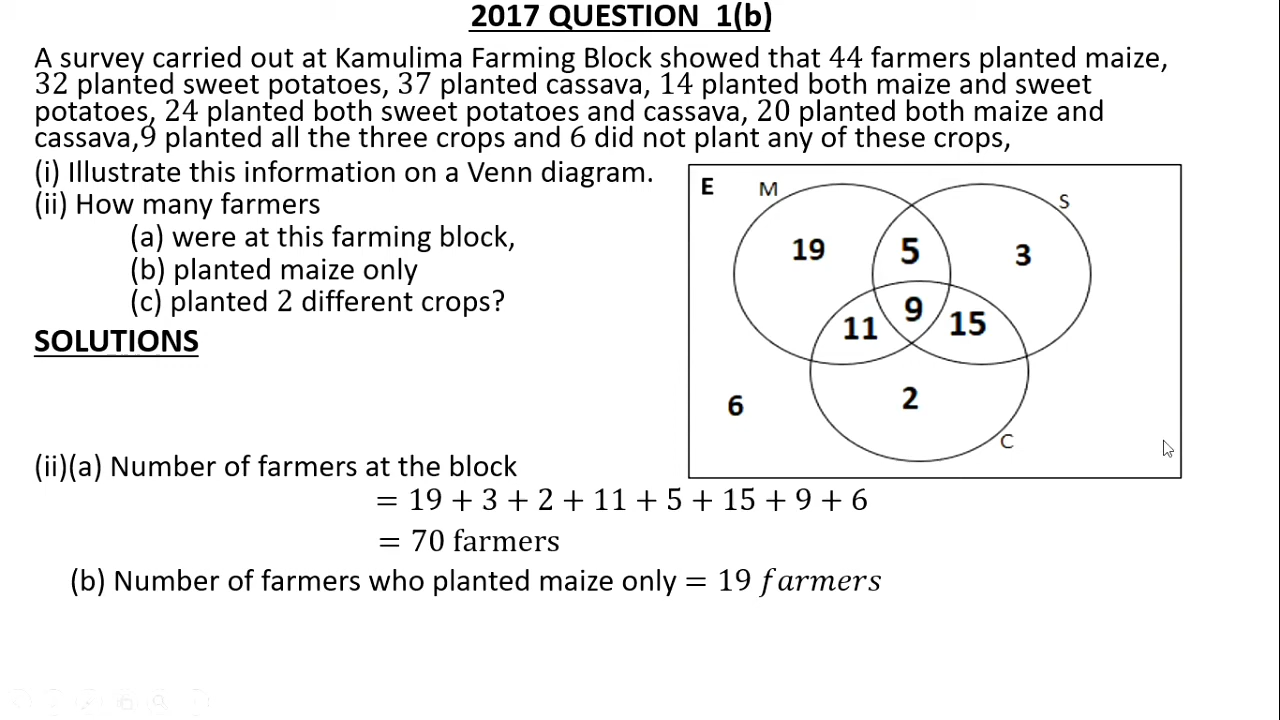 2017 QUESTION 1(b)
A survey carried out at Kamulima Farming Block showed that 44 farmers planted maize,
32 planted sweet potatoes, 37 planted cassava, 14 planted both maize and sweet
potatoes, 24 planted both sweet potatoes and cassava, 20 planted both maize and
cassava,9 planted all the three crops and 6 did not plant any of these crops,
(i) Illustrate this information on a Venn diagram.
(ii) How many farmers
(a) were at this farming block,
(b) planted maize only
(c) planted 2 different crops?
E
M
S
19
5
3
9
11
15
2
6
C
SOLUTIONS
(ii)(a) Number of farmers at the block
= 19 + 3 + 2 + 11 + 5 + 15 + 9 + 6
= 70 farmers
(b) Number of farmers who planted maize only = 19 farmers